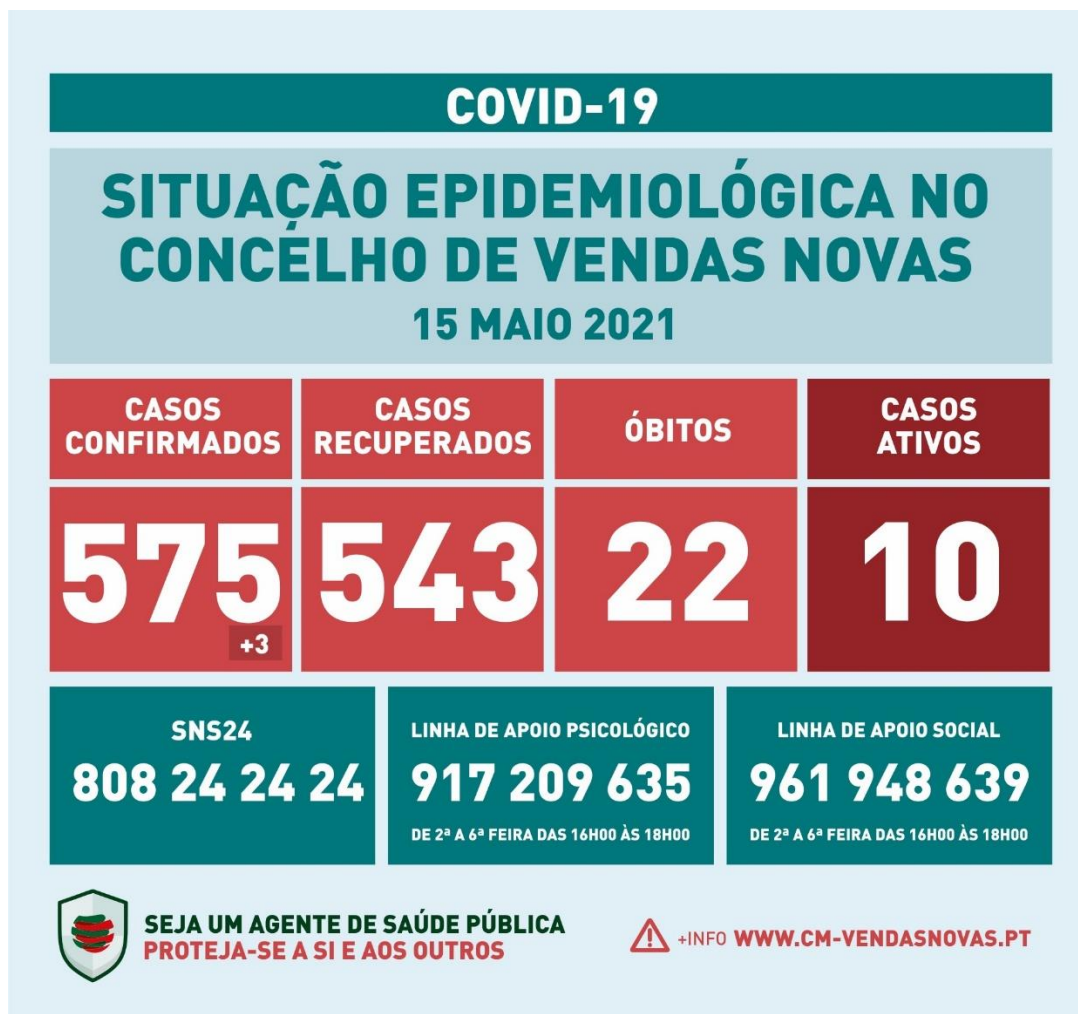 COVID-19
SITUAÇÃO EPIDEMIOLÓGICA NO
CONCELHO DE VENDAS NOVAS
15 MAIO 2021
CASOS
CONFIRMADOS
575
+3
CASOS
RECUPERADOS
543
ÓBITOS
22
CASOS
ATIVOS
10
SNS24
808 24 24 24
LINHA DE APOIO PSICOLÓGICO
917 209 635
DE 2ª A 6ª FEIRA DAS 16H00 ÀS 18H00
LINHA DE APOIO SOCIAL
961 948 639
DE 2ª A 6ª FEIRA DAS 16H00 ÀS 18H00
SEJA UM AGENTE DE SAÚDE PÚBLICA
PROTEJA-SE A SI E AOS OUTROS
+INFO WWW.CM-VENDASNOVAS.PT